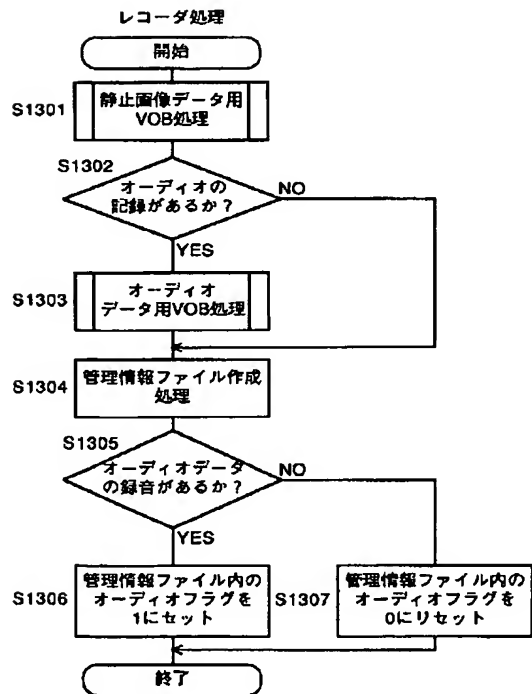 レコーダ処理
開始
S1301
静止画像データ用
VOB処理
S1302
オーディオの
記録があるか？
NO
YES
S1303
オーディオ
データ用VOB処理
S1304
管理情報ファイル作成
処理
S1305
オーディオデータ
の録音があるか？
NO
YES
S1306
管理情報ファイル内の
オーディオフラグを
1にセット
S1307
管理情報ファイル内の
オーディオフラグを
0にリセット
終了